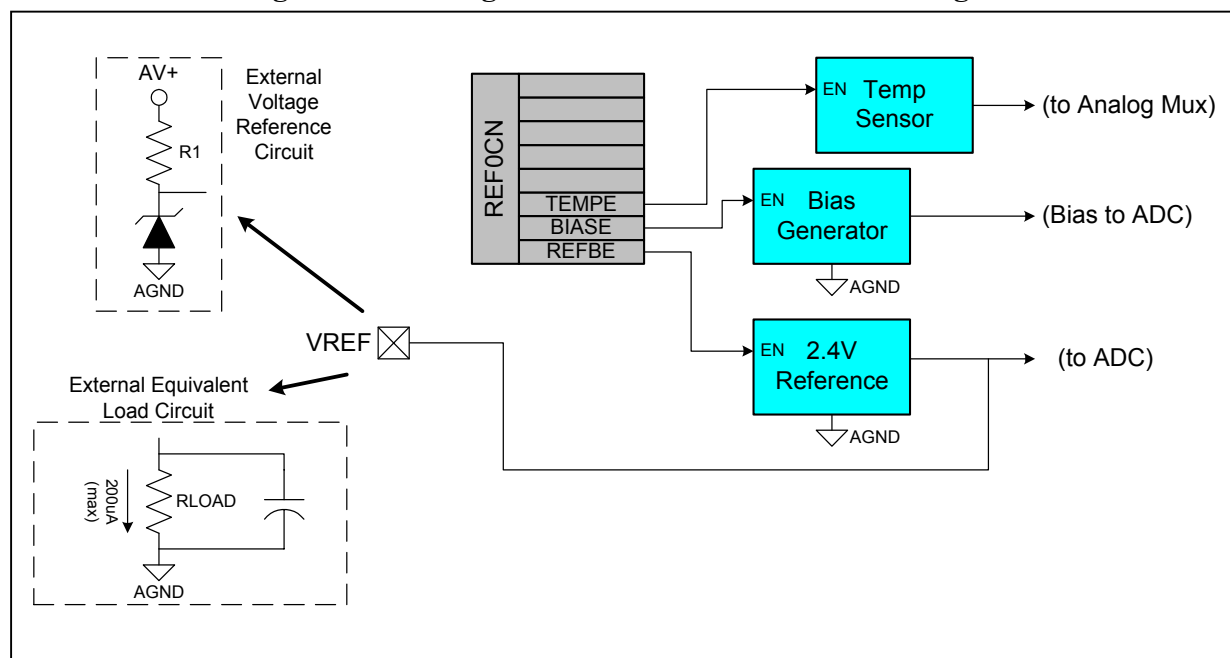 AV+
R1
AGND
External
Voltage
Reference
Circuit
REF0CN
TEMPE
BIASE
REFBE
EN
Temp
Sensor
(to Analog Mux)
EN
Bias
Generator
AGND
(Bias to ADC)
VREF
EN
2.4V
Reference
AGND
(to ADC)
External Equivalent
Load Circuit
200uA
(max)
RLOAD
AGND